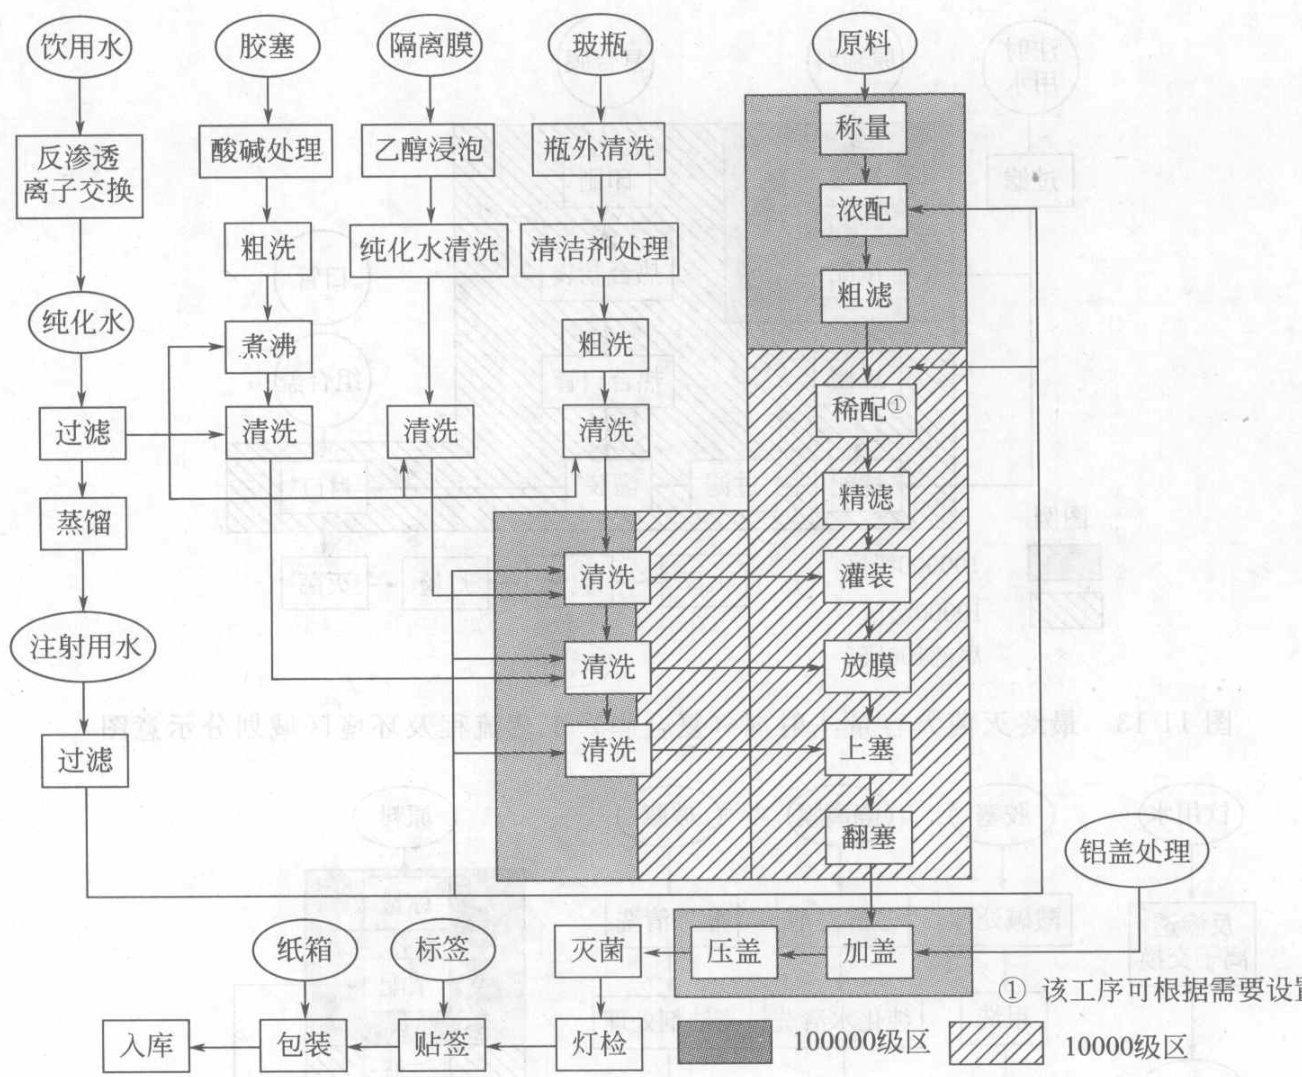 饮用水
胶塞
隔离膜
玻瓶
原料
反渗透
离子交换
酸碱处理
乙醇浸泡
瓶外清洗
称量
粗洗
纯化水清洗
清洁剂处理
浓配
纯化水
煮沸
粗洗
粗滤
过滤
清洗
清洗
清洗
稀配①
蒸馏
精滤
清洗
灌装
注射用水
清洗
放膜
过滤
清洗
上塞
翻塞
铝盖处理
纸箱
标签
灭菌
压盖
加盖
① 该工序可根据需要设置
入库
包装
贴签
灯检
100000级区
10000级区